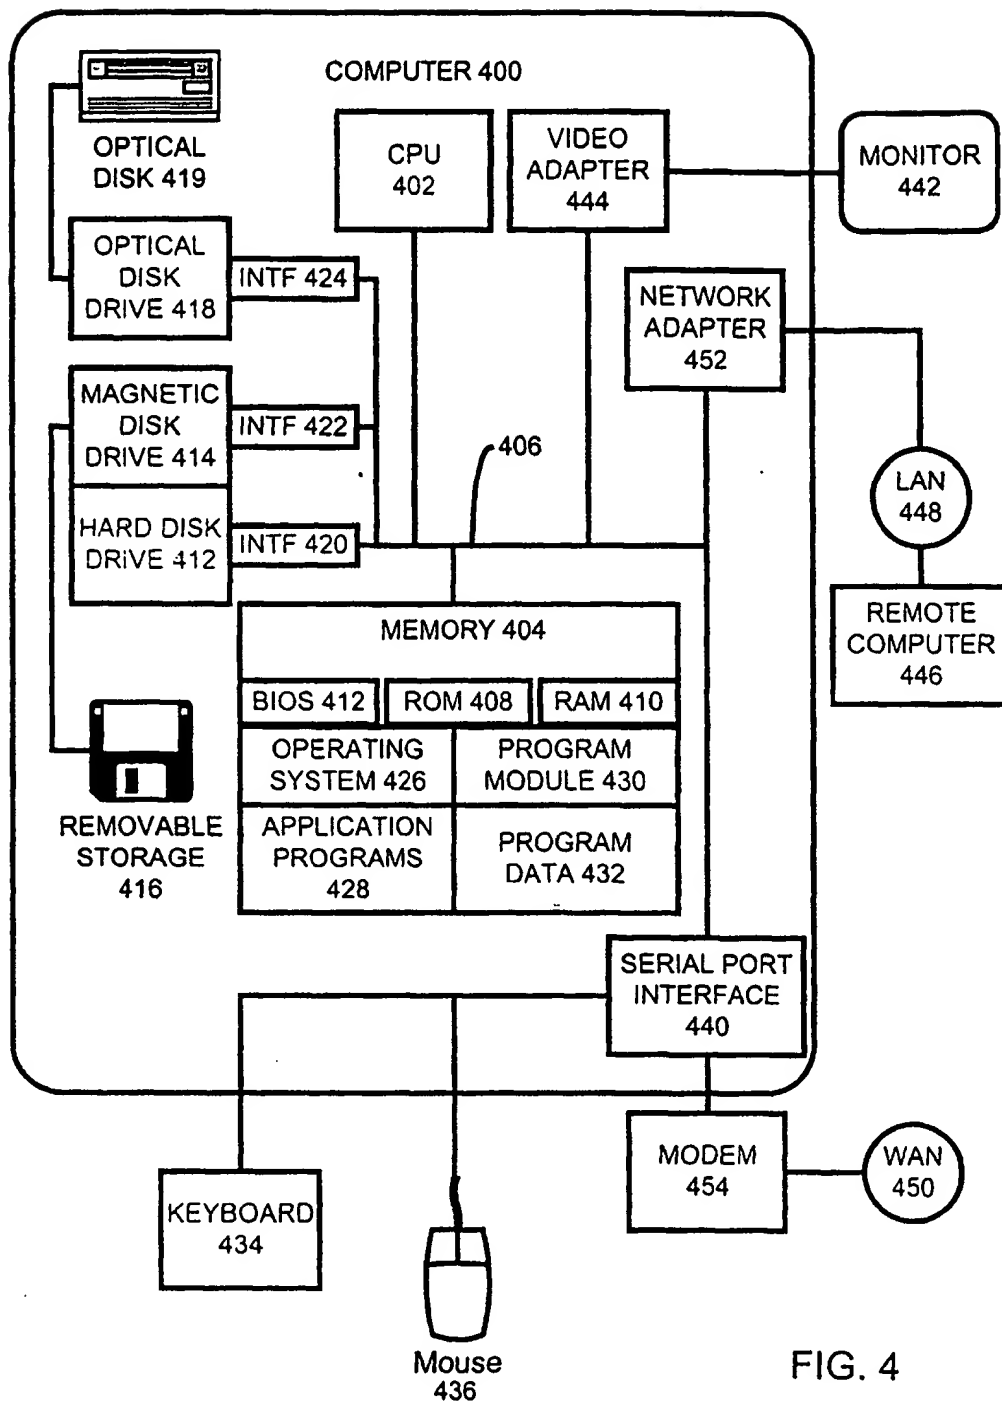 COMPUTER 400
OPTICAL
DISK 419
CPU
402
VIDEO
ADAPTER
444
MONITOR
442
OPTICAL
DISK
DRIVE 418
INTF 424
NETWORK
ADAPTER
452
MAGNETIC
DISK
DRIVE 414
INTF 422
406
LAN
448
HARD DISK
DRIVE 412
INTF 420
REMOTE
COMPUTER
446
MEMORY 404
BIOS 412
ROM 408
RAM 410
OPERATING
SYSTEM 426
PROGRAM
MODULE 430
REMOVABLE
STORAGE
416
APPLICATION
PROGRAMS
428
PROGRAM
DATA 432
SERIAL PORT
INTERFACE
440
MODEM
454
WAN
450
KEYBOARD
434
Mouse
436
FIG. 4